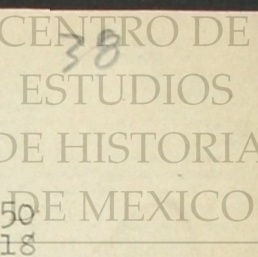 CENTRO DE
38
ESTUDIOS
DE HISTORIA
DE MEXICO
50
18